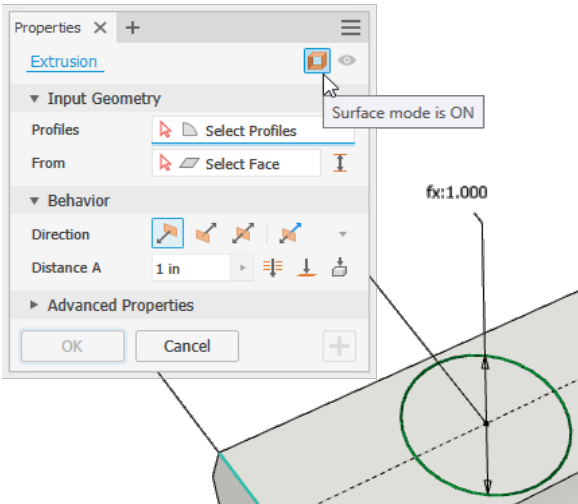 Properties
Extrusion
Surface mode is ON
Input Geometry
Profiles Select Profiles
From Select Face
Behavior
Direction
Distance A 1 in
Advanced Properties
OK Cancel
fx:1.000